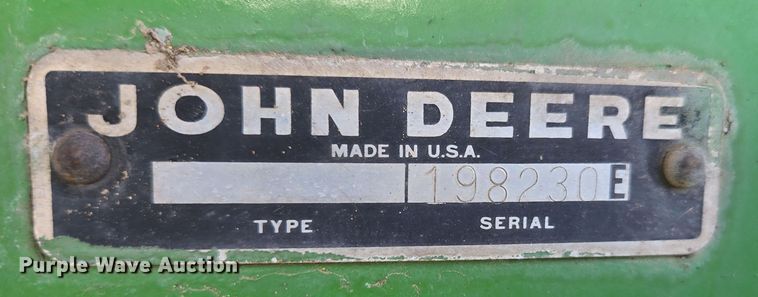 JOHN DEERE
MADE IN U.S.A.
198230E
TYPE SERIAL
Purple Wave Auction